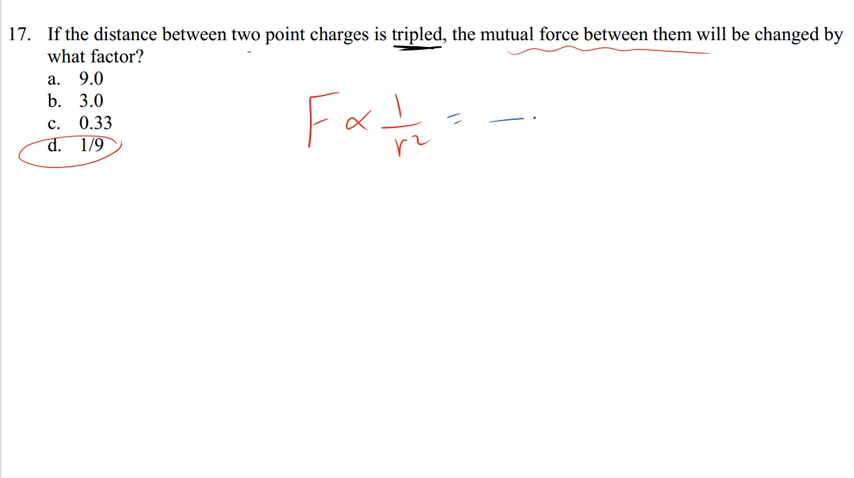 17. If the distance between two point charges is tripled, the mutual force between them will be changed by
what factor?
a. 9.0
b. 3.0
c. 0.33
d. 1/9
F ∝ 1/r² = —